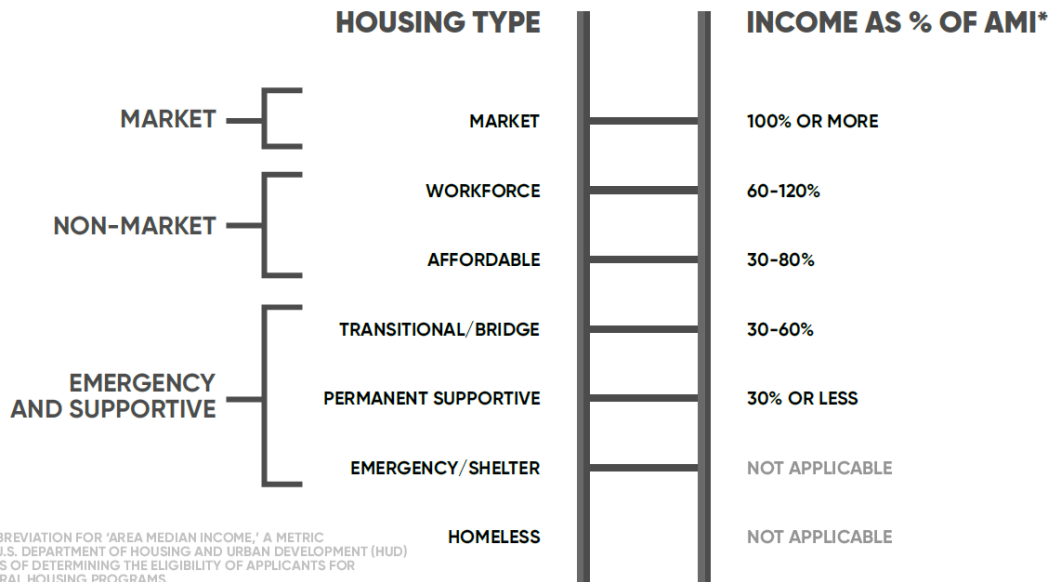 HOUSING TYPE INCOME AS % OF AMI*
MARKET
MARKET 100% OR MORE
NON-MARKET
WORKFORCE 60-120%
AFFORDABLE 30-80%
EMERGENCY
AND SUPPORTIVE
TRANSITIONAL/BRIDGE 30-60%
PERMANENT SUPPORTIVE 30% OR LESS
EMERGENCY/SHELTER NOT APPLICABLE
HOMELESS NOT APPLICABLE
BREVIATION FOR 'AREA MEDIAN INCOME,' A METRIC
U.S. DEPARTMENT OF HOUSING AND URBAN DEVELOPMENT (HUD)
OF DETERMINING THE ELIGIBILITY OF APPLICANTS FOR
HOUSING PROGRAMS